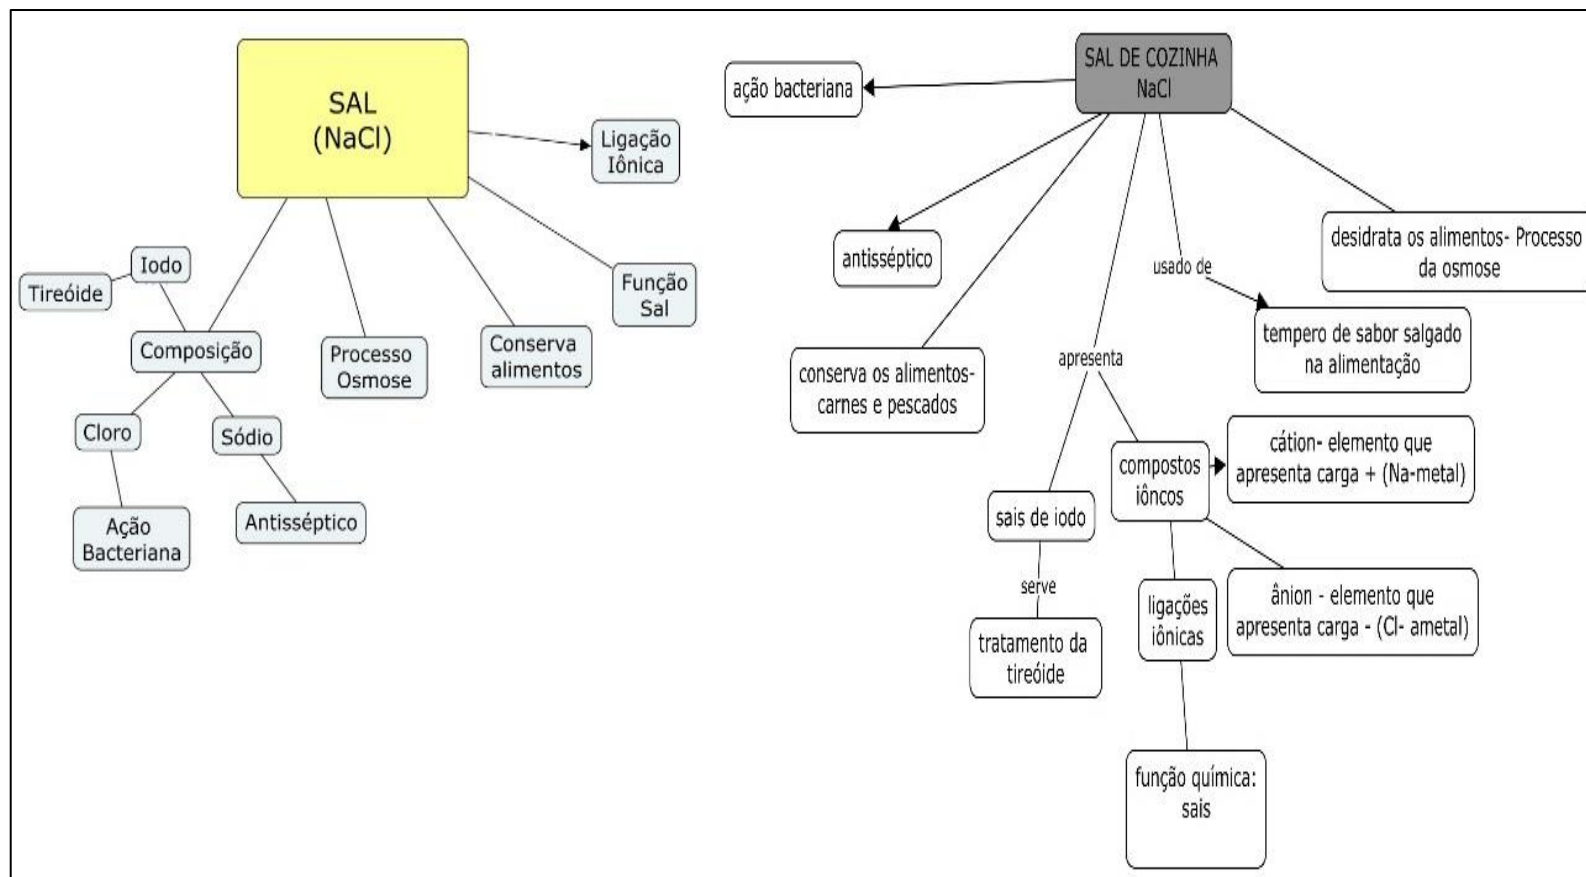 SAL
(NaCl)
Ligação
Iônica
Iodo
Tireóide
Função
Sal
Composição
Processo
Osmose
Conserva
alimentos
Cloro
Sódio
Ação
Bacteriana
Antisséptico
SAL DE COZINHA
NaCl
ação bacteriana
antisséptico
usado de
desidrata os alimentos- Processo
da osmose
tempero de sabor salgado
na alimentação
conserva os alimentos-
carnes e pescados
apresenta
compostos
iôncos
cátion- elemento que
apresenta carga + (Na-metal)
sais de iodo
serve
tratamento da
tireóide
ligações
iônicas
ânion - elemento que
apresenta carga - (Cl- ametal)
função química:
sais